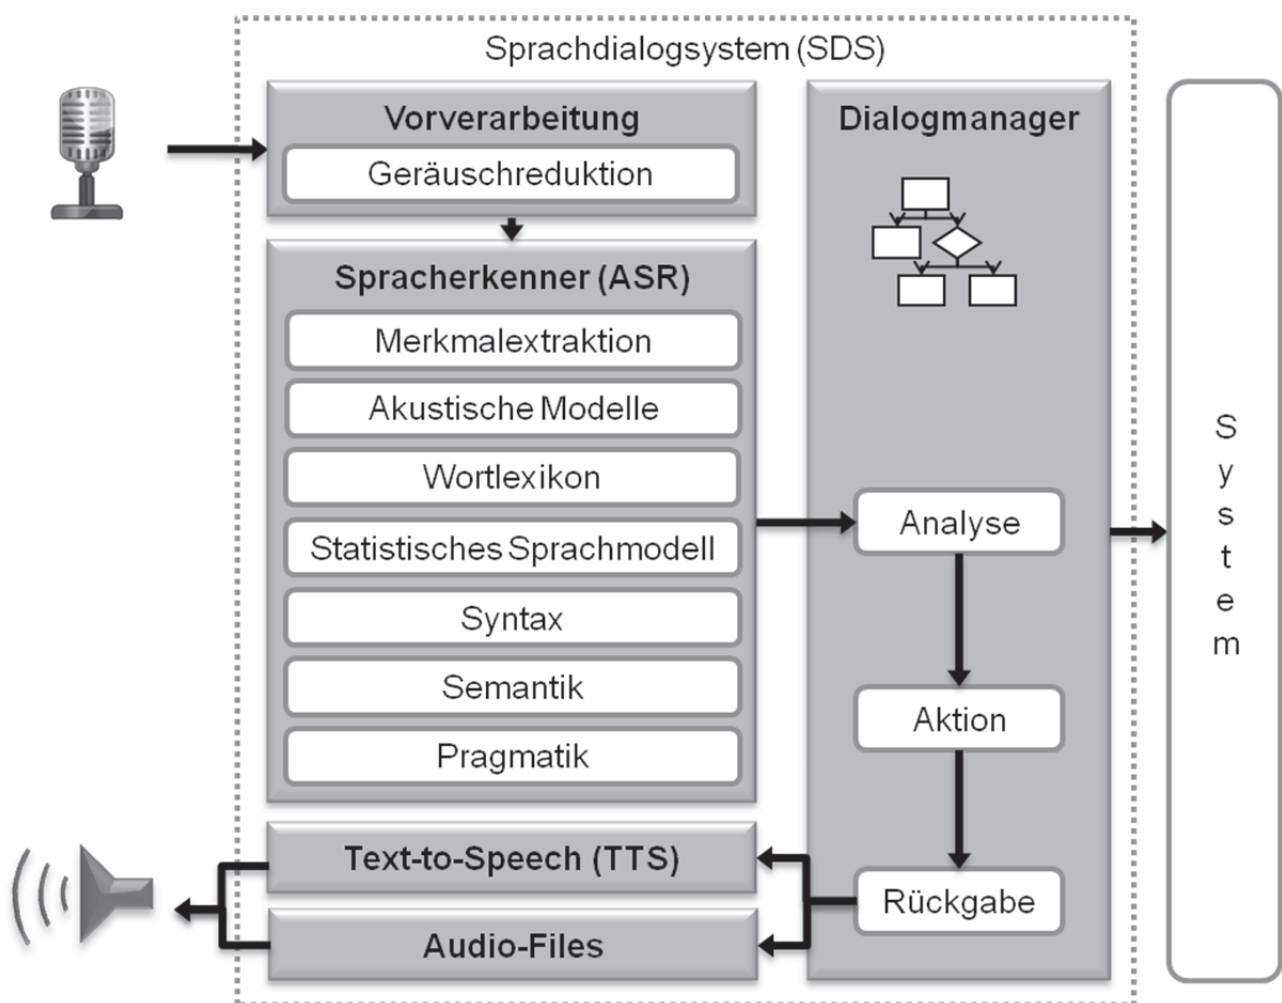 Sprachdialogsystem (SDS)
Vorverarbeitung
Geräuschreduktion
Spracherkenner (ASR)
Merkmalextraktion
Akustische Modelle
Wortlexikon
Statistisches Sprachmodell
Syntax
Semantik
Pragmatik
Text-to-Speech (TTS)
Audio-Files
Dialogmanager
Analyse
Aktion
Rückgabe
System